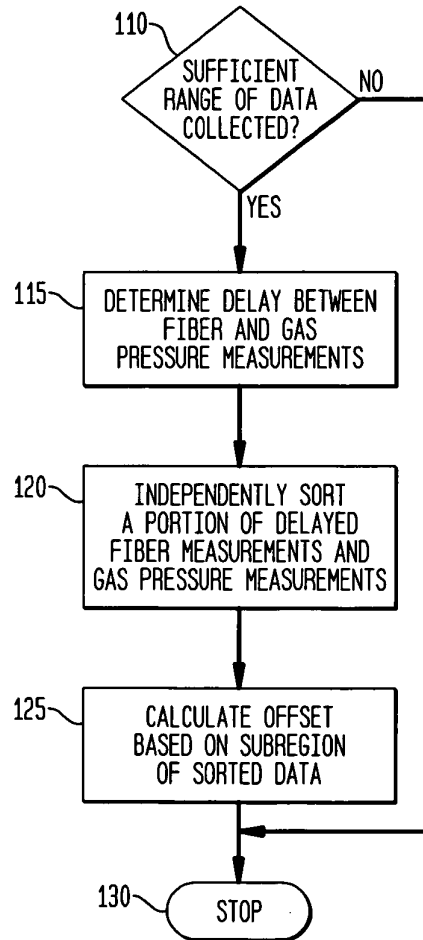 110
SUFFICIENT
RANGE OF DATA
COLLECTED?
NO
YES
115
DETERMINE DELAY BETWEEN
FIBER AND GAS
PRESSURE MEASUREMENTS
120
INDEPENDENTLY SORT
A PORTION OF DELAYED
FIBER MEASUREMENTS AND
GAS PRESSURE MEASUREMENTS
125
CALCULATE OFFSET
BASED ON SUBREGION
OF SORTED DATA
130
STOP